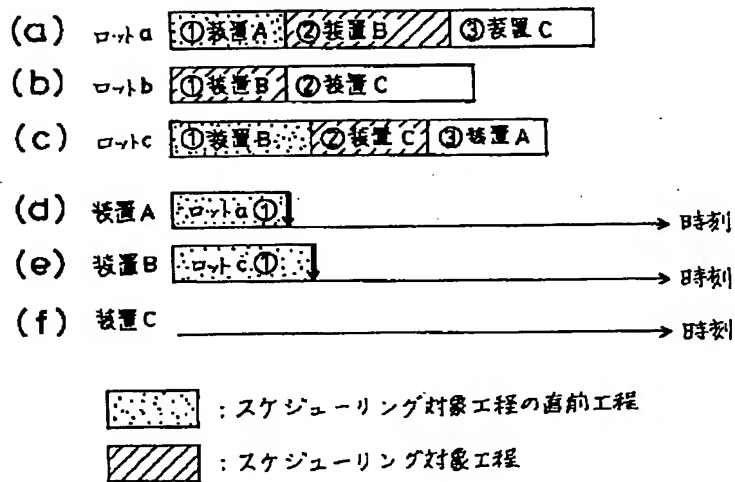 (a) ロットa ①装置A ②装置B ③装置C
(b) ロットb ①装置B ②装置C
(c) ロットc ①装置B ②装置C ③装置A
(d) 装置A ロットa① 時刻
(e) 装置B ロットc① 時刻
(f) 装置C 時刻
：スケジューリング対象工程の直前工程
：スケジューリング対象工程